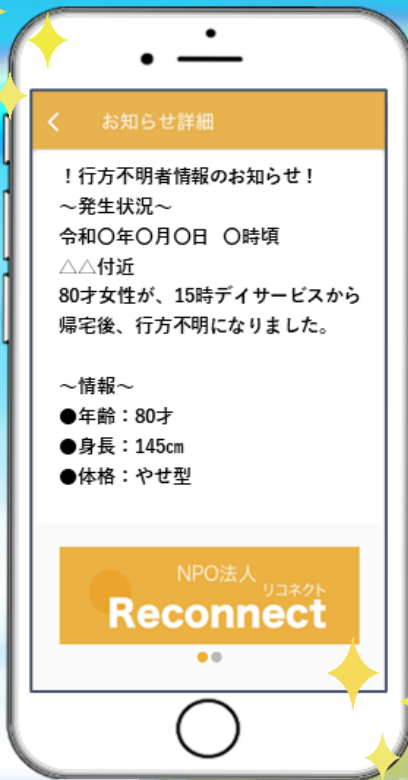 お知らせ詳細
！行方不明者情報のお知らせ！
～発生状況～
令和〇年〇月〇日 〇時頃
△△付近
80才女性が、15時デイサービスから
帰宅後、行方不明になりました。
～情報～
●年齢：80才
●身長：145㎝
●体格：やせ型
NPO法人
リコネクト
Reconnect